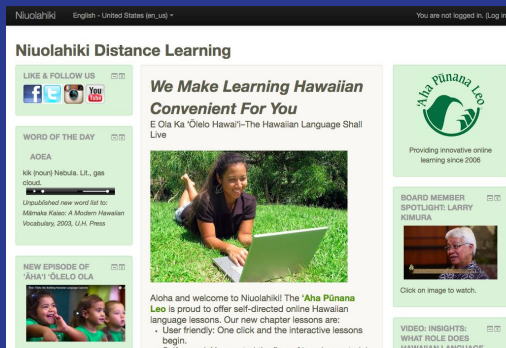 Niuolahiki English - United States (en_us) You are not logged in. (Log in
Niuolahiki Distance Learning
LIKE & FOLLOW US
You
Tube
WORD OF THE DAY
AOEA
kik (noun) Nebula. Lit., gas
cloud.
Unpublished new word list to:
Māmaka Kaiao: A Modern Hawaiian
Vocabulary, 2003, U.H. Press
NEW EPISODE OF
ʻĀHAʻI ʻŌLELO OLA
We Make Learning Hawaiian
Convenient For You
E Ola Ka ʻŌlelo Hawaiʻi–The Hawaiian Language Shall
Live
Aloha and welcome to Niuolahiki! The ʻAha Pūnana
Leo is proud to offer self-directed online Hawaiian
language lessons. Our new chapter lessons are:
• User friendly: One click and the interactive lessons
begin.
ʻAha Pūnana Leo
Providing innovative online
learning since 2006
BOARD MEMBER
SPOTLIGHT: LARRY
KIMURA
Click on image to watch.
VIDEO: INSIGHTS:
WHAT ROLE DOES
HAWAIIAN LANGUAGE